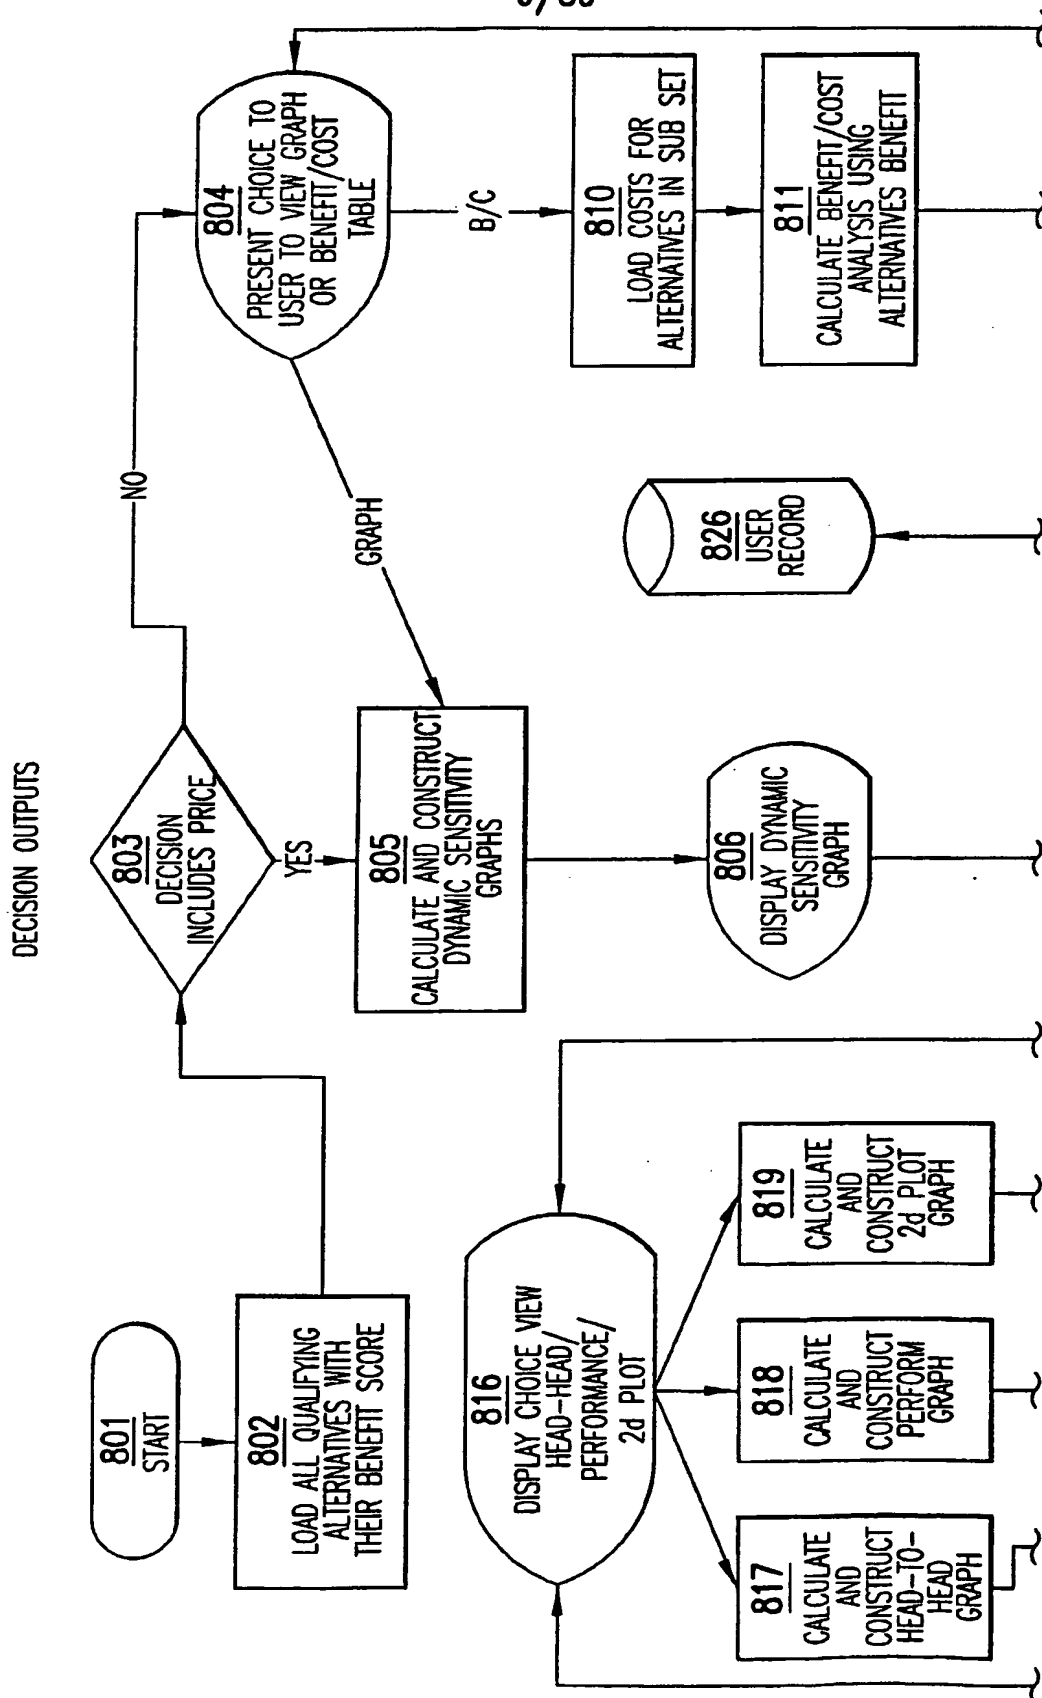 DECISION OUTPUTS
801
START
802
LOAD ALL QUALIFYING
ALTERNATIVES WITH
THEIR BENEFIT SCORE
803
DECISION
INCLUDES PRICE
NO
YES
804
PRESENT CHOICE TO
USER TO VIEW GRAPH
OR BENEFIT/COST
TABLE
GRAPH
B/C
805
CALCULATE AND CONSTRUCT
DYNAMIC SENSITIVITY
GRAPHS
806
DISPLAY DYNAMIC
SENSITIVITY
GRAPH
810
LOAD COSTS FOR
ALTERNATIVES IN SUB SET
811
CALCULATE BENEFIT/COST
ANALYSIS USING
ALTERNATIVES BENEFIT
826
USER
RECORD
816
DISPLAY CHOICE VIEW
HEAD-HEAD/
PERFORMANCE/
2d PLOT
817
CALCULATE
AND
CONSTRUCT
HEAD-TO-
HEAD
GRAPH
818
CALCULATE
AND
CONSTRUCT
PERFORM
GRAPH
819
CALCULATE
AND
CONSTRUCT
2d PLOT
GRAPH